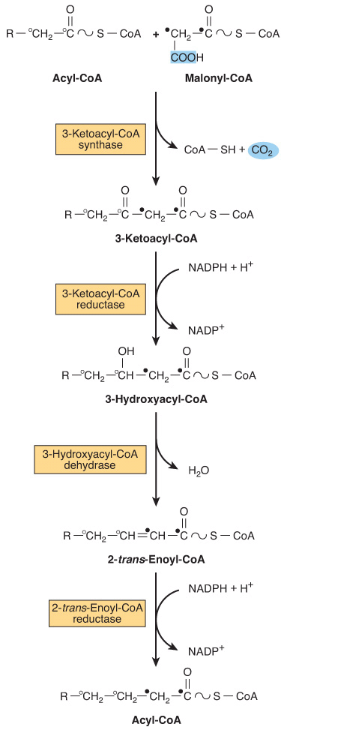 O O
R—°CH₂—°C ~ S — CoA + •CH₂—•C ~ S — CoA
COOH
Acyl-CoA Malonyl-CoA
3-Ketoacyl-CoA
synthase
CoA — SH + CO₂
O O
R—°CH₂—°C—•CH₂—•C ~ S — CoA
3-Ketoacyl-CoA
NADPH + H⁺
3-Ketoacyl-CoA
reductase
NADP⁺
OH O
R—°CH₂—°CH—•CH₂—•C ~ S — CoA
3-Hydroxyacyl-CoA
3-Hydroxyacyl-CoA
dehydrase
H₂O
O
R—°CH₂—°CH=•CH—•C ~ S — CoA
2-trans-Enoyl-CoA
NADPH + H⁺
2-trans-Enoyl-CoA
reductase
NADP⁺
O
R—°CH₂—°CH₂—•CH₂—•C ~ S — CoA
Acyl-CoA